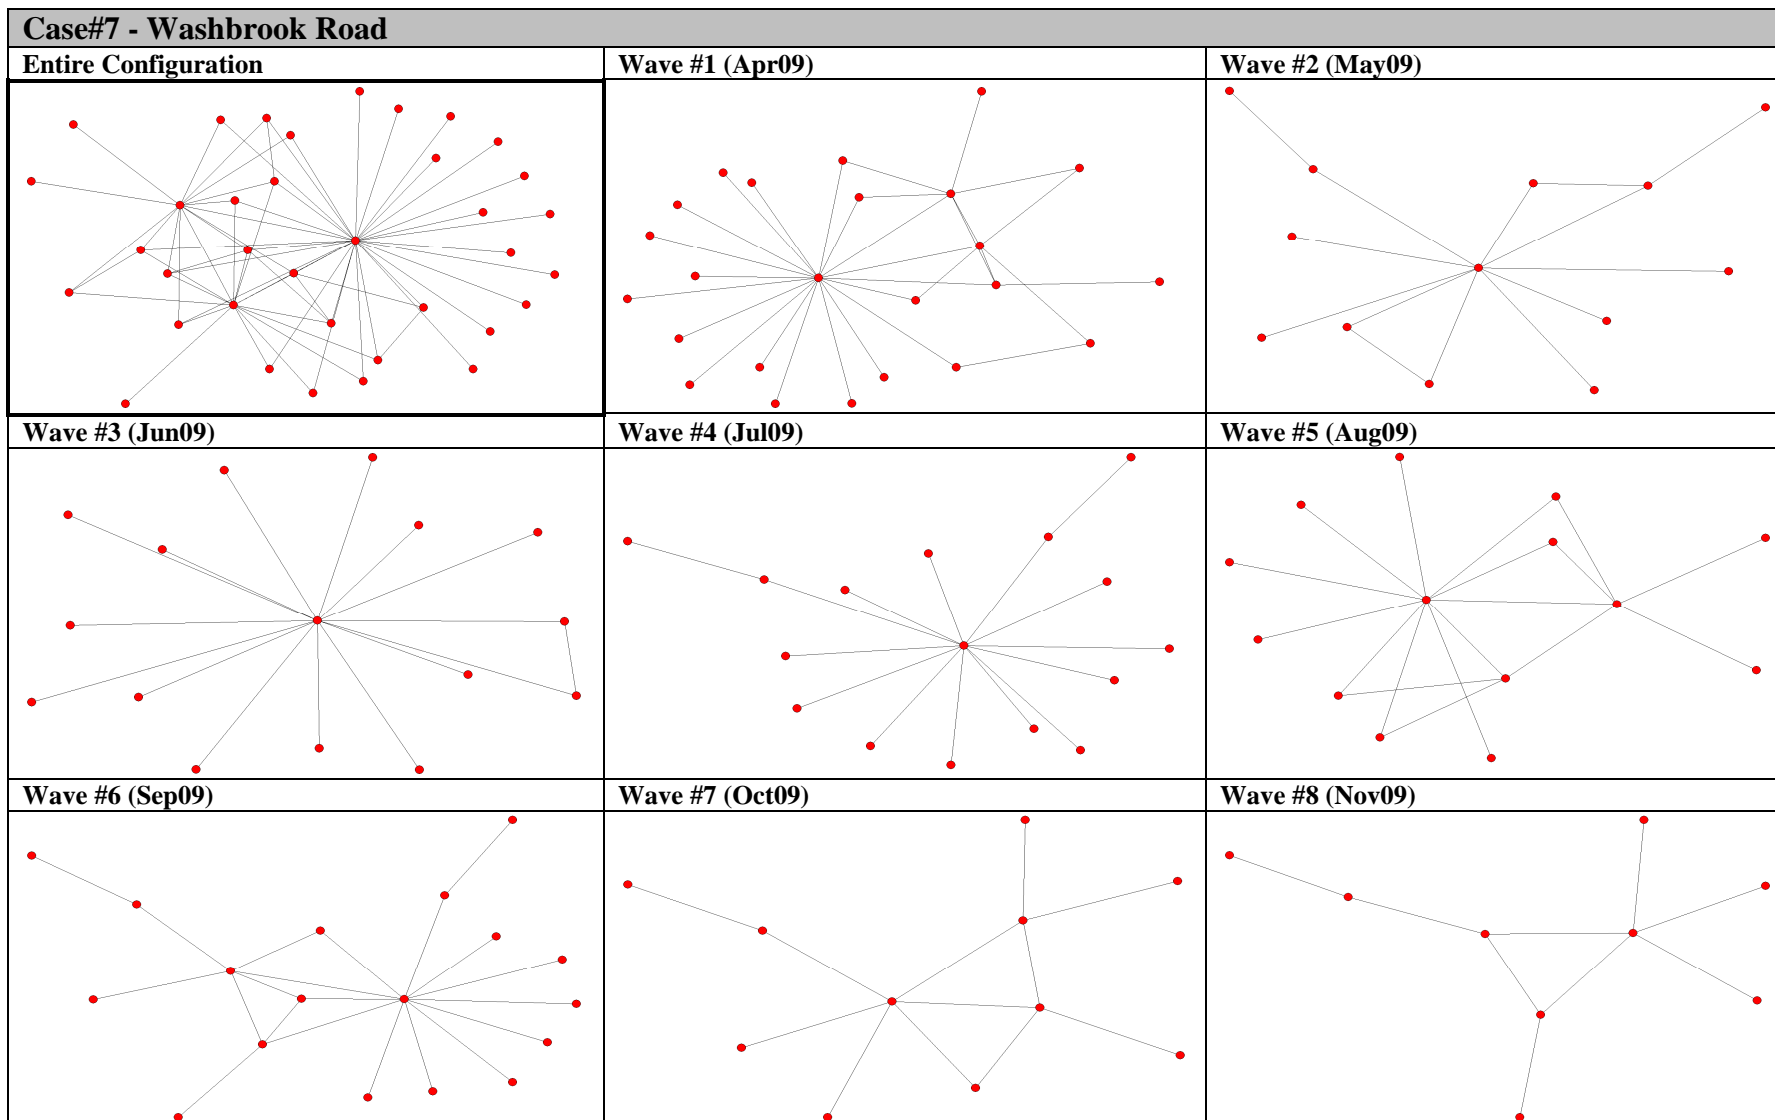 Case#7 - Washbrook Road
Entire Configuration
Wave #1 (Apr09)
Wave #2 (May09)
Wave #3 (Jun09)
Wave #4 (Jul09)
Wave #5 (Aug09)
Wave #6 (Sep09)
Wave #7 (Oct09)
Wave #8 (Nov09)